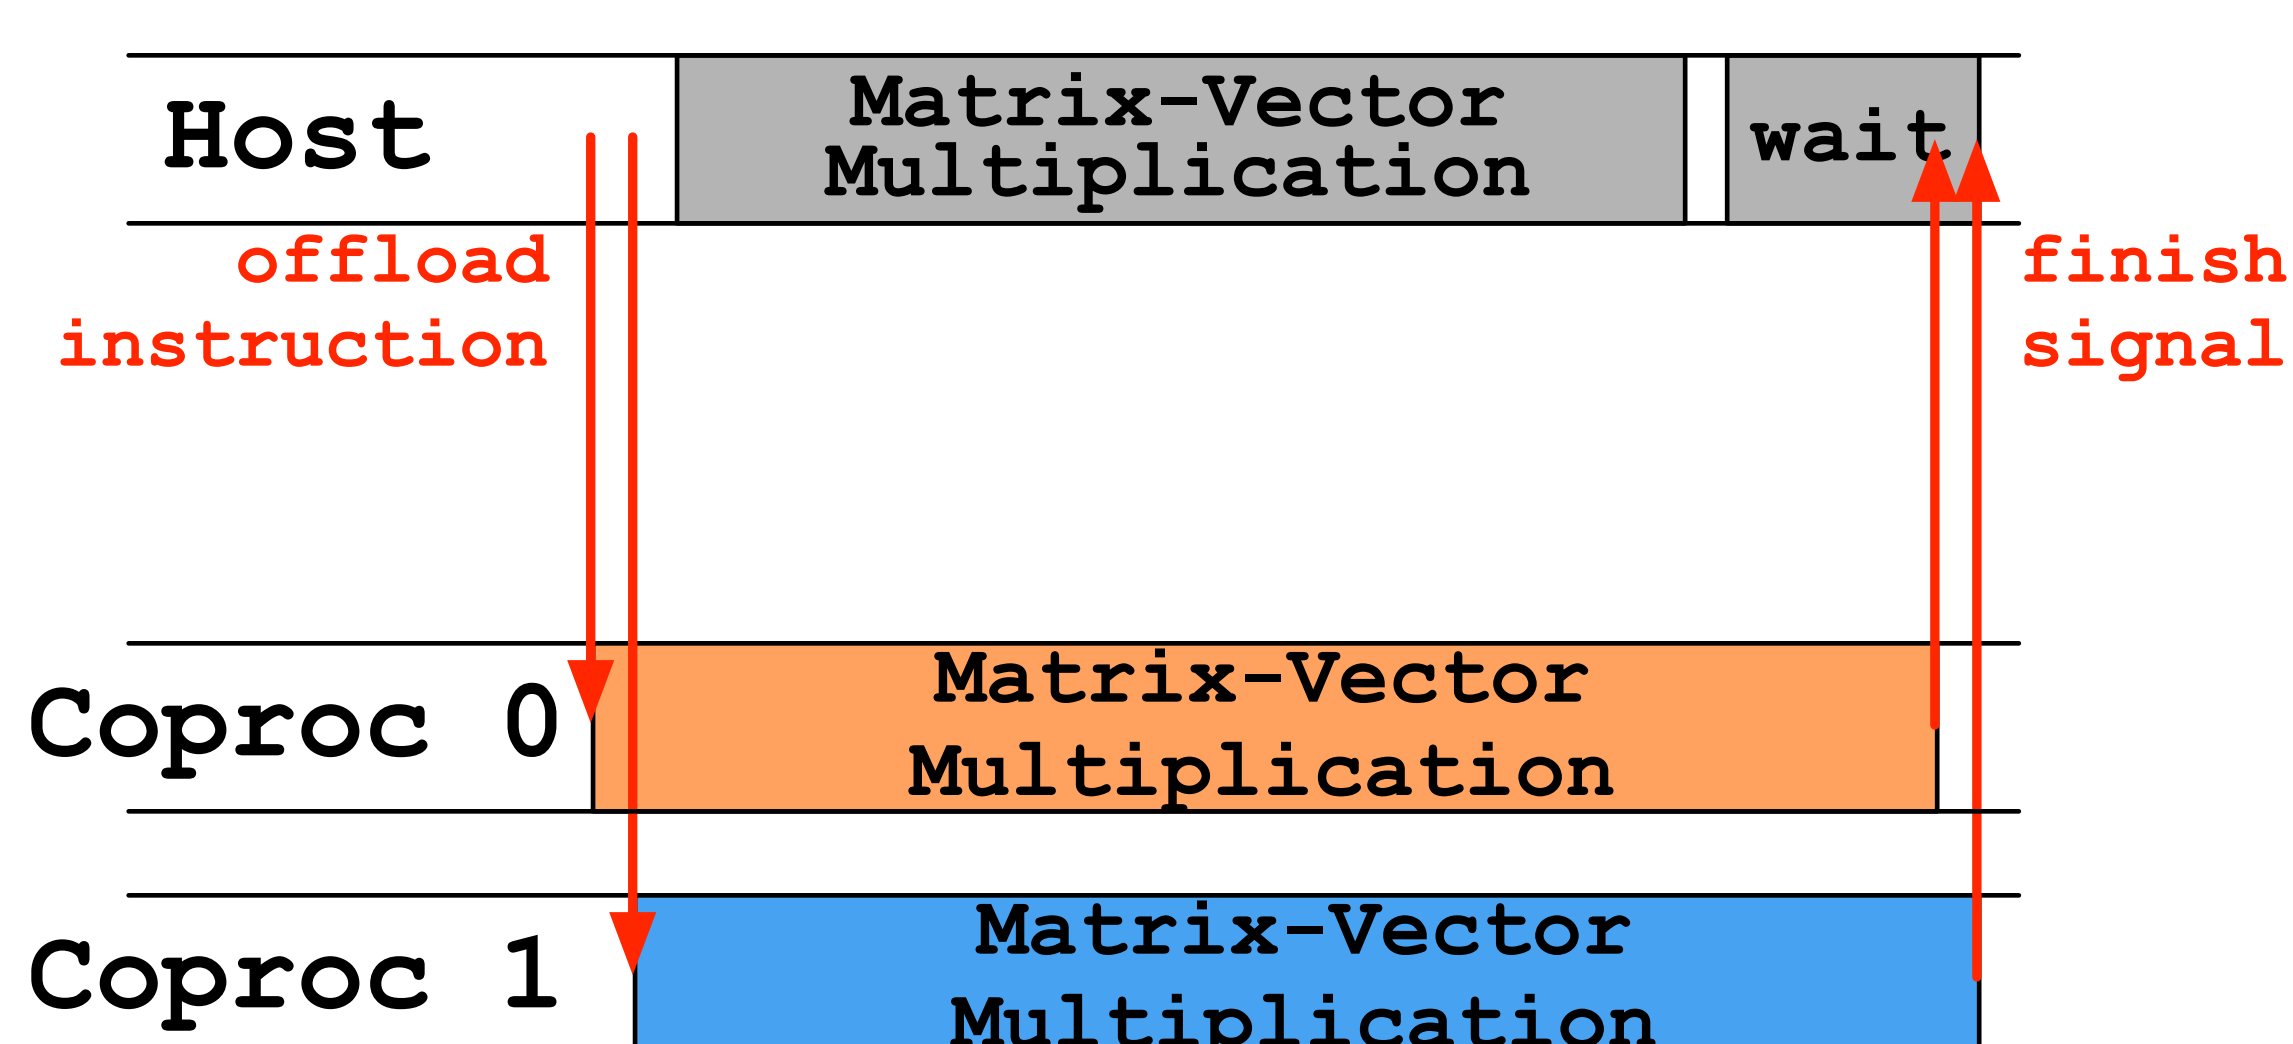 Host
Matrix-Vector
Multiplication
wait
offload
instruction
finish
signal
Coproc 0
Matrix-Vector
Multiplication
Coproc 1
Matrix-Vector
Multiplication